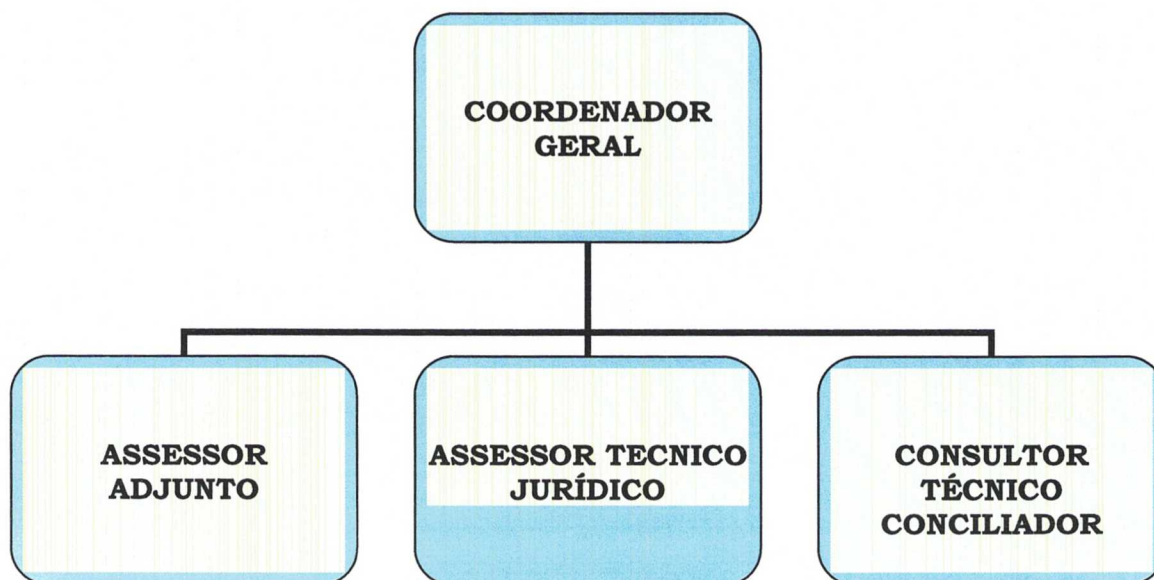 COORDENADOR
GERAL
ASSESSOR
ADJUNTO
ASSESSOR TECNICO
JURÍDICO
CONSULTOR
TÉCNICO
CONCILIADOR